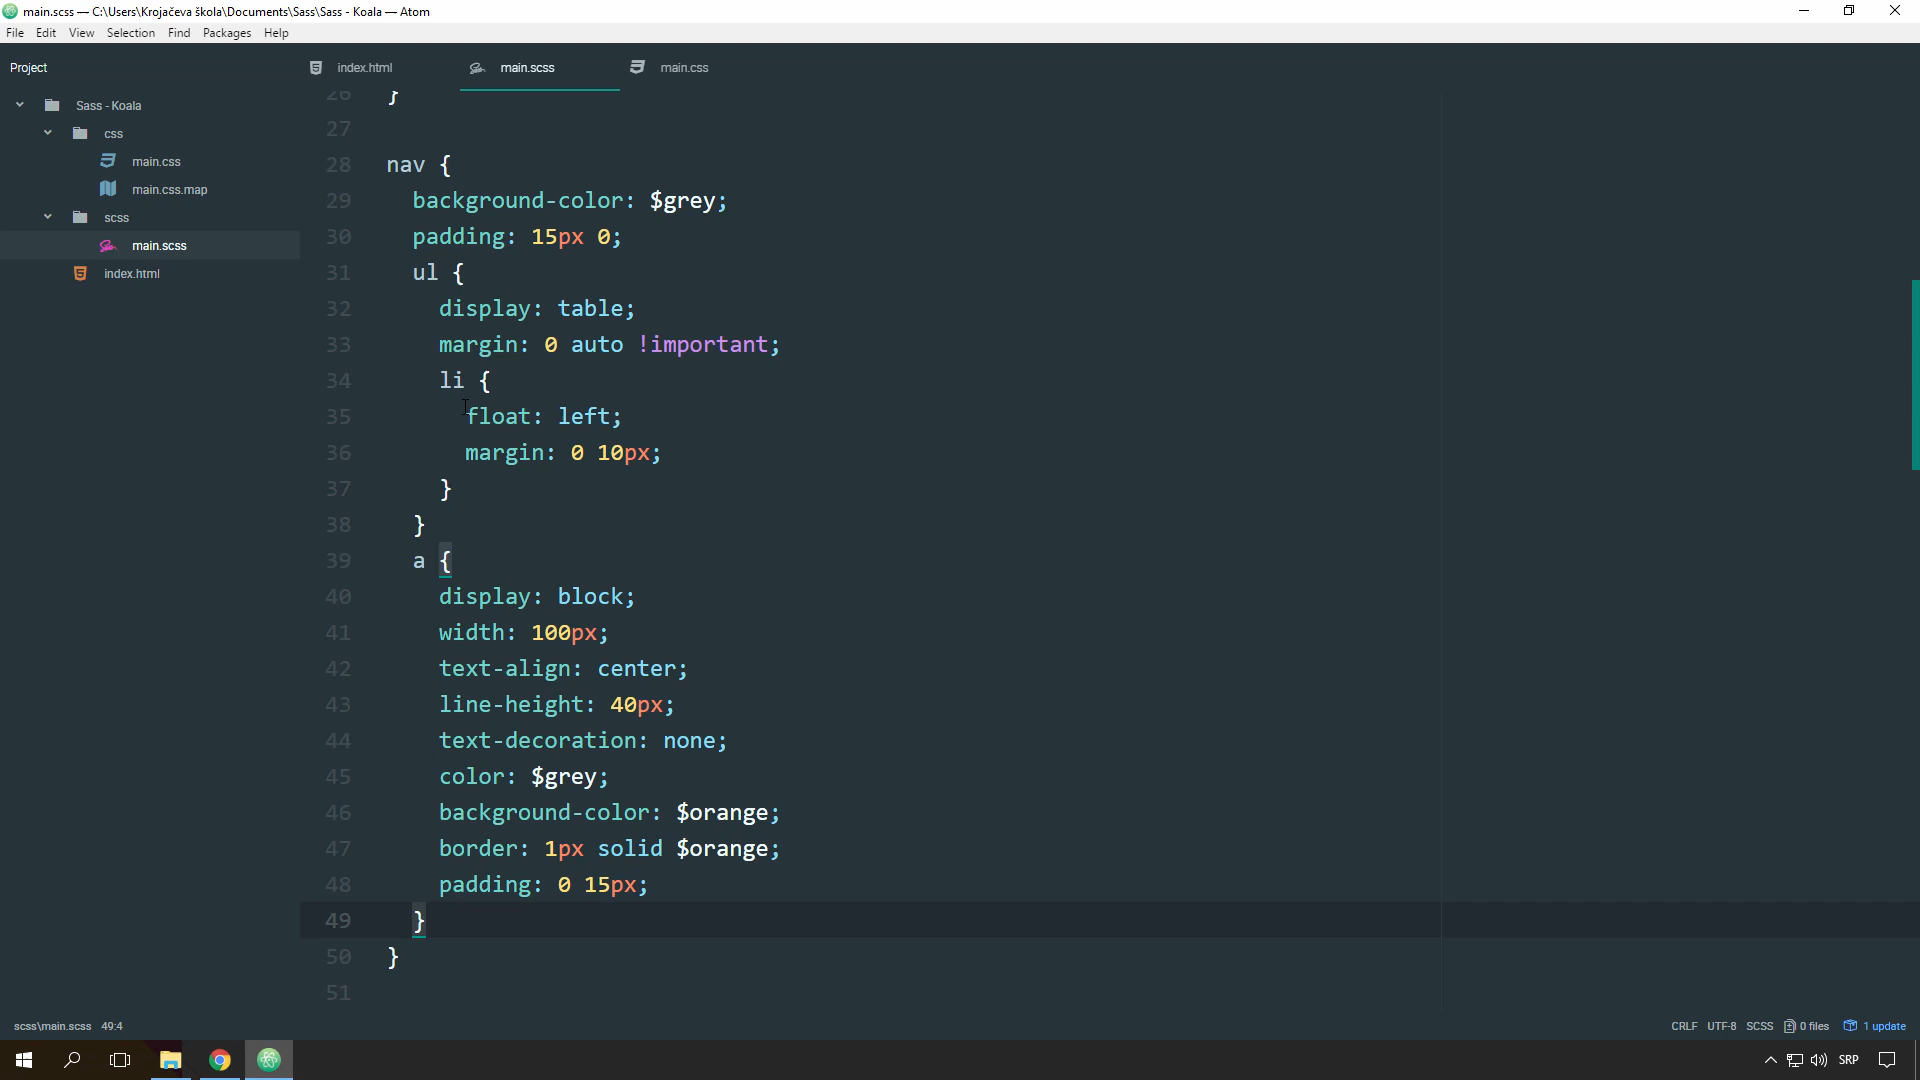 main.scss — C:\Users\Krojačeva škola\Documents\Sass\Sass - Koala — Atom
File Edit View Selection Find Packages Help
Project
index.html
main.scss
main.css
Sass - Koala
css
main.css
main.css.map
scss
main.scss
index.html
26 }
27
28 nav {
29 background-color: $grey;
30 padding: 15px 0;
31 ul {
32 display: table;
33 margin: 0 auto !important;
34 li {
35 float: left;
36 margin: 0 10px;
37 }
38 }
39 a {
40 display: block;
41 width: 100px;
42 text-align: center;
43 line-height: 40px;
44 text-decoration: none;
45 color: $grey;
46 background-color: $orange;
47 border: 1px solid $orange;
48 padding: 0 15px;
49 }
50 }
51
scss\main.scss 49:4
CRLF UTF-8 SCSS 0 files 1 update
SRP